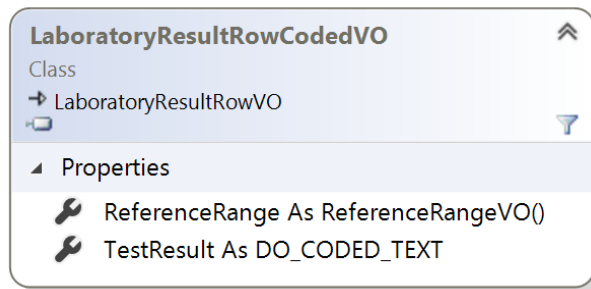 LaboratoryResultRowCodedVO
Class
LaboratoryResultRowVO
Properties
ReferenceRange As ReferenceRangeVO()
TestResult As DO_CODED_TEXT